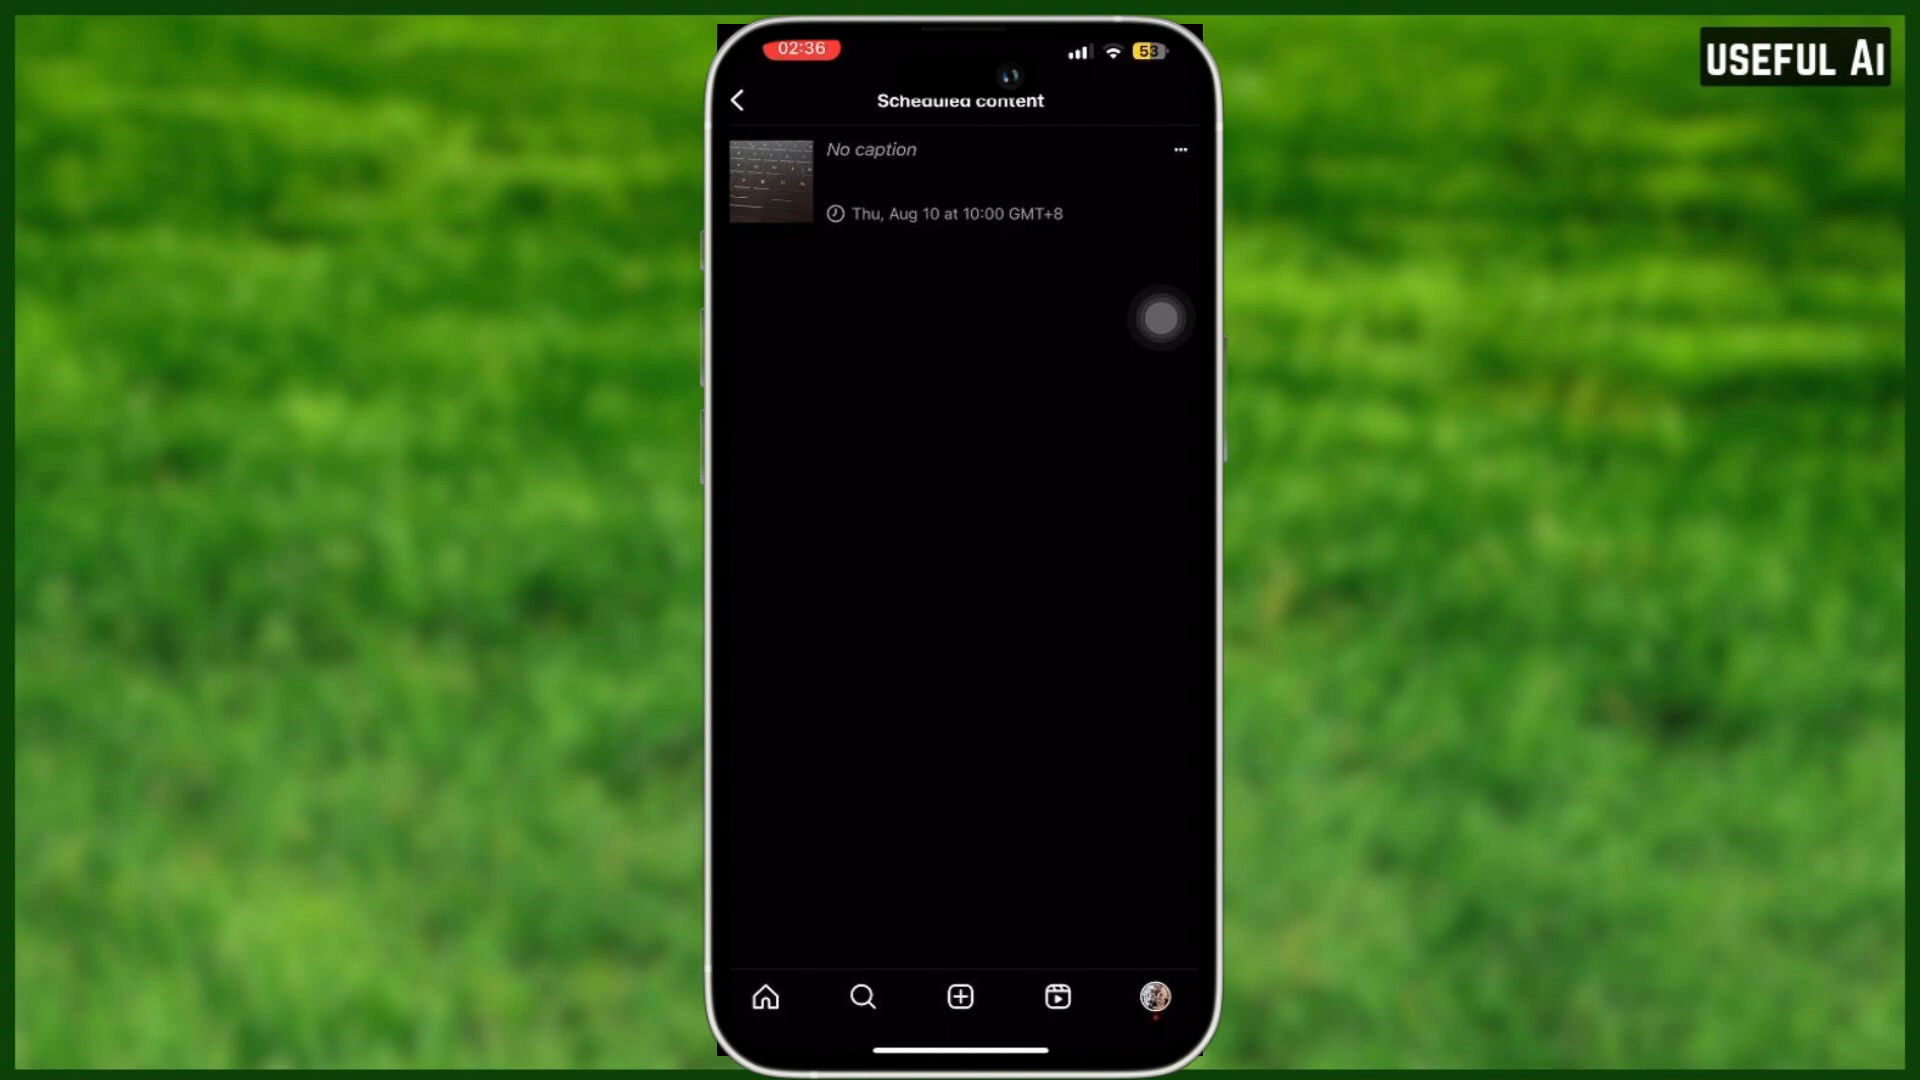 USEFUL AI
02:36
53
Scheduled content
No caption
Thu, Aug 10 at 10:00 GMT+8